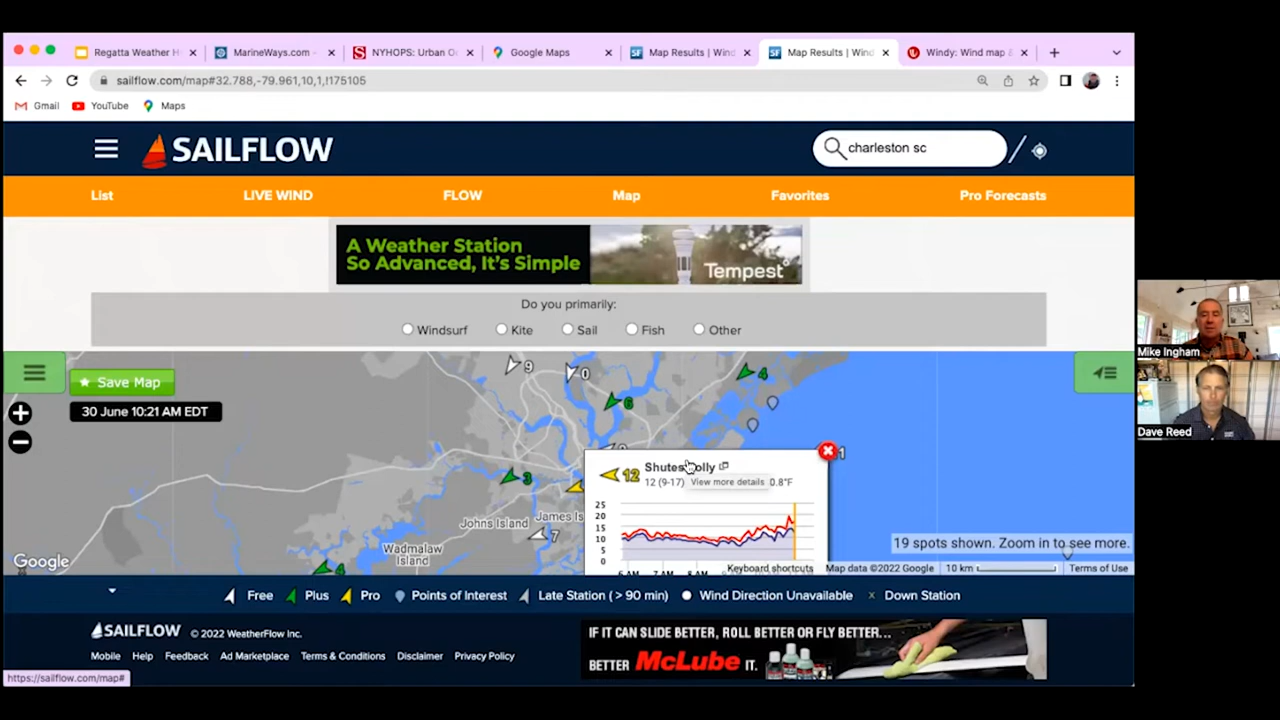 Regatta Weather H
MarineWays.com -
NYHOPS: Urban O
Google Maps
Map Results | Wind
Map Results | Wind
Windy: Wind map &
sailflow.com/map#32.788,-79.961,10,1,!175105
Gmail
YouTube
Maps
SAILFLOW
charleston sc
List
LIVE WIND
FLOW
Map
Favorites
Pro Forecasts
A Weather Station
So Advanced, It's Simple
Tempest
Do you primarily:
Windsurf
Kite
Sail
Fish
Other
Save Map
30 June 10:21 AM EDT
9
0
4
6
3
7
4
1
12
12 (9-17)
View more details
0.8°F
25
20
15
10
5
0
6 AM
7 AM
8 AM
Johns Island
James Is
Wadmalaw
Island
Google
19 spots shown. Zoom in to see more.
Keyboard shortcuts
Map data ©2022 Google
10 km
Terms of Use
Free
Plus
Pro
Points of Interest
Late Station ( > 90 min)
Wind Direction Unavailable
Down Station
SAILFLOW
© 2022 WeatherFlow Inc.
Mobile
Help
Feedback
Ad Marketplace
Terms & Conditions
Disclaimer
Privacy Policy
IF IT CAN SLIDE BETTER, ROLL BETTER OR FLY BETTER...
BETTER McLube IT.
https://sailflow.com/map#
Mike Ingham
Dave Reed